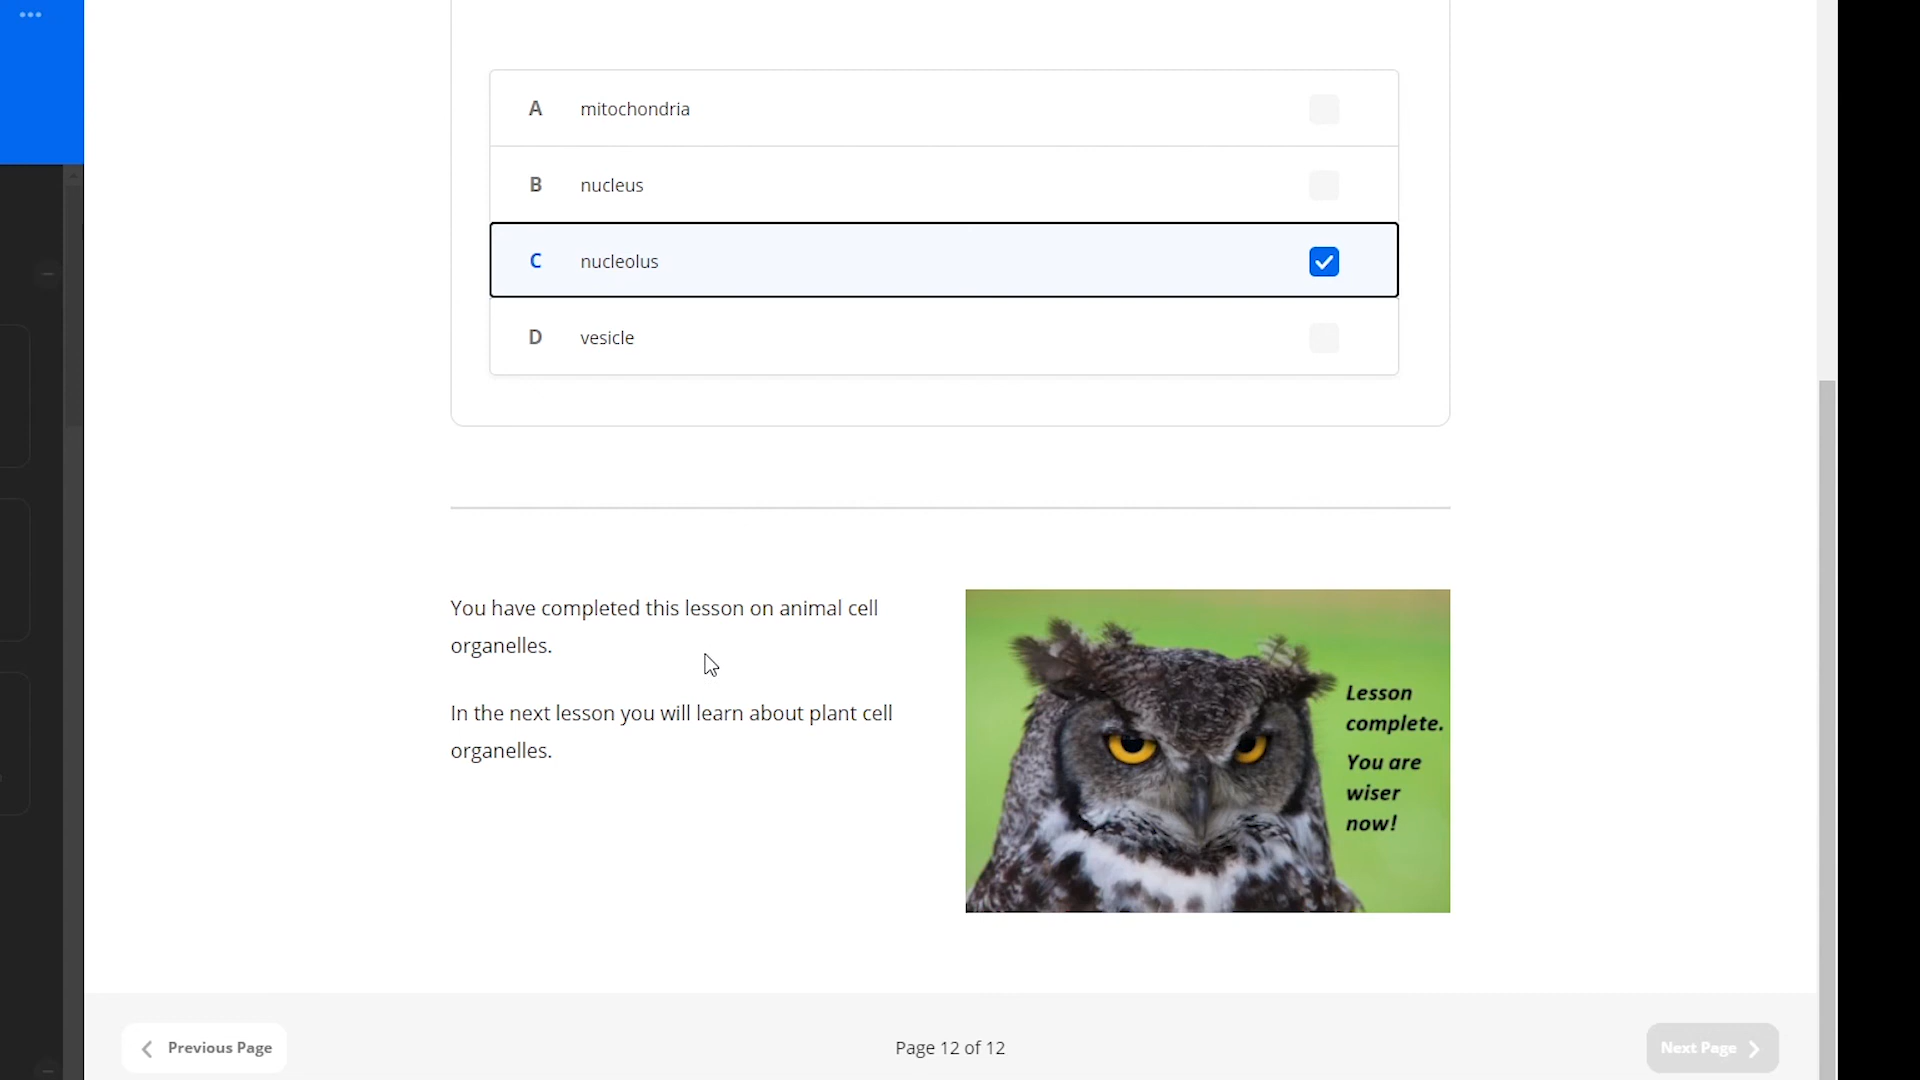 A mitochondria
B nucleus
C nucleolus
D vesicle
You have completed this lesson on animal cell
organelles.
In the next lesson you will learn about plant cell
organelles.
Lesson
complete.
You are
wiser
now!
Previous Page
Page 12 of 12
Next Page